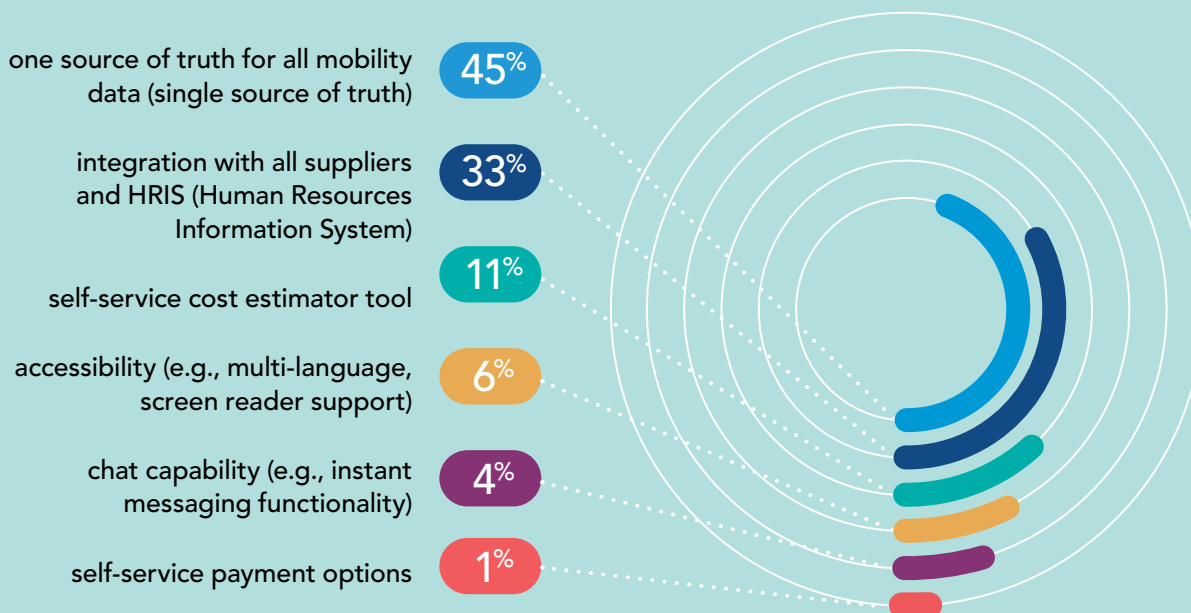 one source of truth for all mobility
data (single source of truth)
45%
integration with all suppliers
and HRIS (Human Resources
Information System)
33%
self-service cost estimator tool
11%
accessibility (e.g., multi-language,
screen reader support)
6%
chat capability (e.g., instant
messaging functionality)
4%
self-service payment options
1%